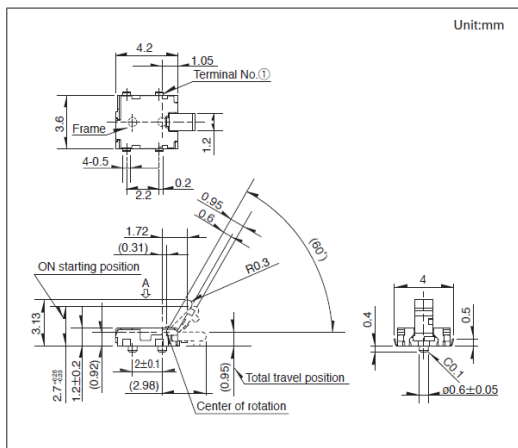 Unit:mm
4.2
1.05
Terminal No.①
3.6
Frame
1.2
4-0.5
0.2
2.2
0.95
0.6
1.72
(0.31)
(60˚)
R0.3
ON starting position
A
4
3.13
2.7
1.2±0.2
(0.92)
2±0.1
(2.98)
(0.95)
Total travel position
Center of rotation
0.4
0.5
C0.1
ø0.6±0.05